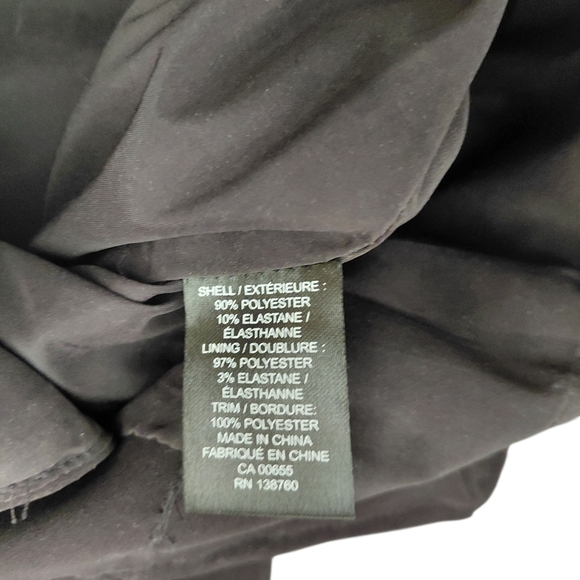 SHELL / EXTÉRIEURE :
90% POLYESTER
10% ELASTANE /
ÉLASTHANNE
LINING / DOUBLURE :
97% POLYESTER
3% ELASTANE /
ÉLASTHANNE
TRIM / BORDURE:
100% POLYESTER
MADE IN CHINA
FABRIQUÉ EN CHINE
CA 00655
RN 138760